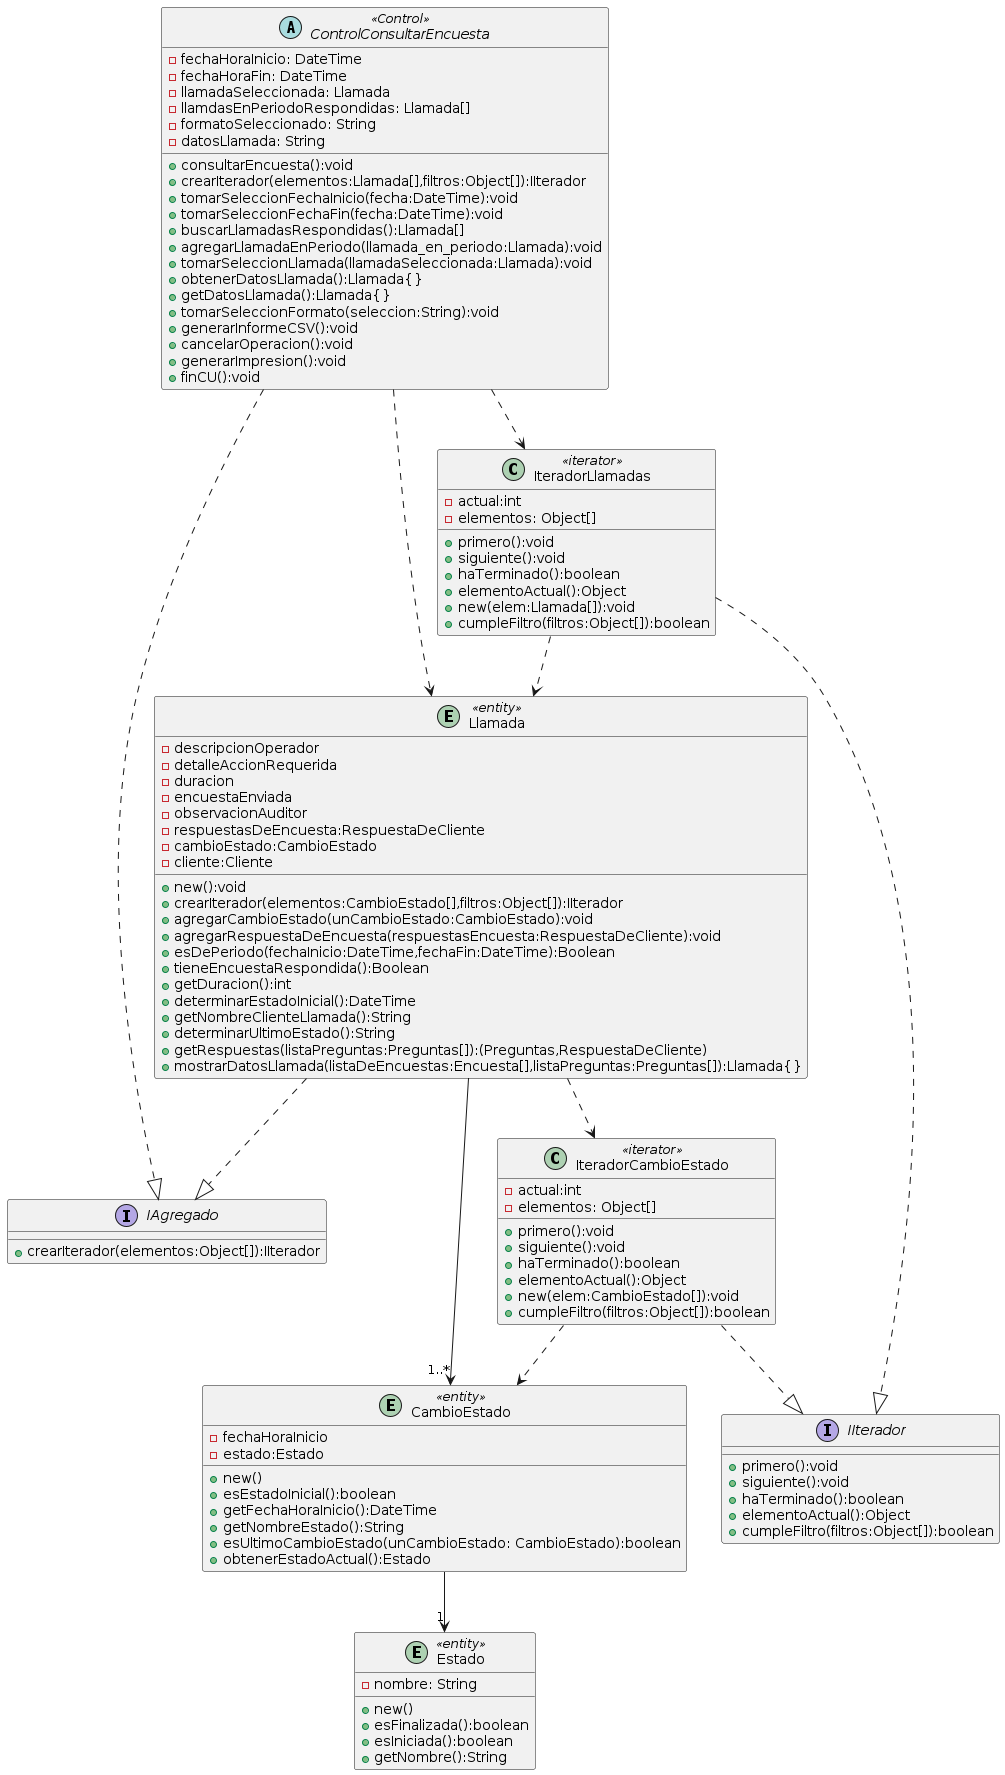 A
«Control»
ControlConsultarEncuesta
fechaHoraInicio: DateTime
fechaHoraFin: DateTime
llamadaSeleccionada: Llamada
llamdasEnPeriodoRespondidas: Llamada[]
formatoSeleccionado: String
datosLlamada: String
consultarEncuesta():void
crearIterador(elementos:Llamada[],filtros:Object[]):IIterador
tomarSeleccionFechaInicio(fecha:DateTime):void
tomarSeleccionFechaFin(fecha:DateTime):void
buscarLlamadasRespondidas():Llamada[]
agregarLlamadaEnPeriodo(llamada_en_periodo:Llamada):void
tomarSeleccionLlamada(llamadaSeleccionada:Llamada):void
obtenerDatosLlamada():Llamada{}
getDatosLlamada():Llamada{}
tomarSeleccionFormato(seleccion:String):void
generarInformeCSV():void
cancelarOperacion():void
generarImpresion():void
finCU():void
C
«iterator»
IteradorLlamadas
actual:int
elementos: Object[]
primero():void
siguiente():void
haTerminado():boolean
elementoActual():Object
new(elem:Llamada[]):void
cumpleFiltro(filtros:Object[]):boolean
E
«entity»
Llamada
descripcionOperador
detalleAccionRequerida
duracion
encuestaEnviada
observacionAuditor
respuestasDeEncuesta:RespuestaDeCliente
cambioEstado:CambioEstado
cliente:Cliente
new():void
crearIterador(elementos:CambioEstado[],filtros:Object[]):IIterador
agregarCambioEstado(unCambioEstado:CambioEstado):void
agregarRespuestaDeEncuesta(respuestasEncuesta:RespuestaDeCliente):void
esDePeriodo(fechaInicio:DateTime,fechaFin:DateTime):Boolean
tieneEncuestaRespondida():Boolean
getDuracion():int
determinarEstadoInicial():DateTime
getNombreClienteLlamada():String
determinarUltimoEstado():String
getRespuestas(listaPreguntas:Preguntas[]):(Preguntas,RespuestaDeCliente)
mostrarDatosLlamada(listaDeEncuestas:Encuesta[],listaPreguntas:Preguntas[]):Llamada{}
I
IAgregado
crearIterador(elementos:Object[]):IIterador
C
«iterator»
IteradorCambioEstado
actual:int
elementos: Object[]
primero():void
siguiente():void
haTerminado():boolean
elementoActual():Object
new(elem:CambioEstado[]):void
cumpleFiltro(filtros:Object[]):boolean
1..*
E
«entity»
CambioEstado
fechaHoraInicio
estado:Estado
new()
esEstadoInicial():boolean
getFechaHoraInicio():DateTime
getNombreEstado():String
esUltimoCambioEstado(unCambioEstado: CambioEstado):boolean
obtenerEstadoActual():Estado
I
IIterador
primero():void
siguiente():void
haTerminado():boolean
elementoActual():Object
cumpleFiltro(filtros:Object[]):boolean
1
E
«entity»
Estado
nombre: String
new()
esFinalizada():boolean
esIniciada():boolean
getNombre():String